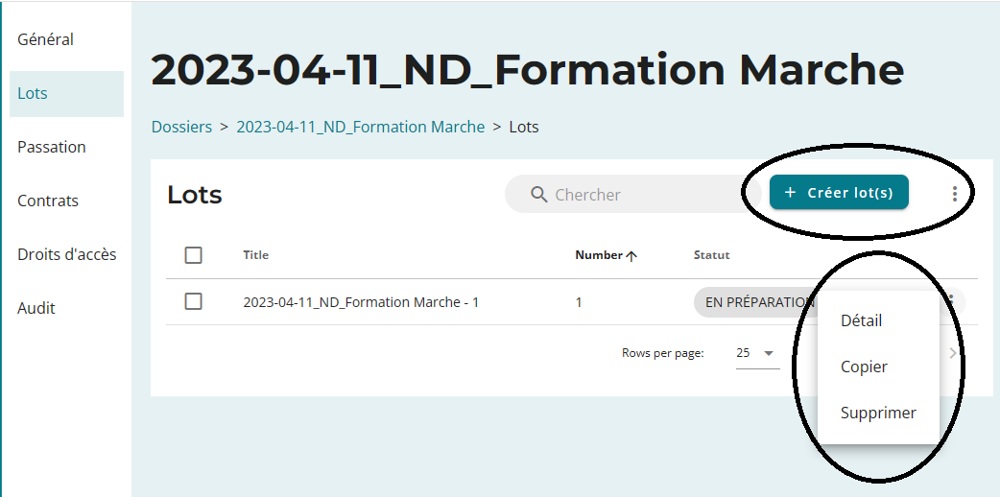 Général
Lots
Passation
Contrats
Droits d'accès
Audit
2023-04-11_ND_Formation Marche
Dossiers > 2023-04-11_ND_Formation Marche > Lots
Lots
Chercher
+ Créer lot(s)
Title Number Statut
2023-04-11_ND_Formation Marche - 1 1 EN PRÉPARATION
Rows per page: 25
Détail
Copier
Supprimer